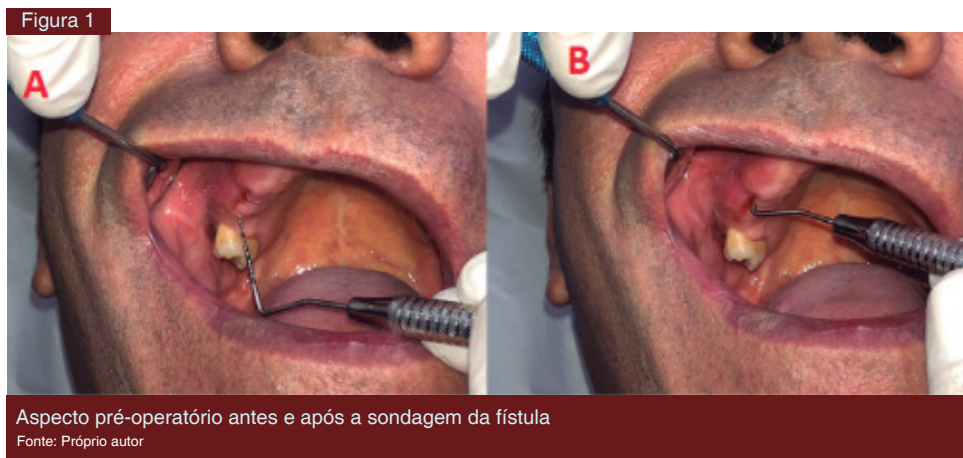 Figura 1
A
B
Aspecto pré-operatório antes e após a sondagem da fístula
Fonte: Próprio autor